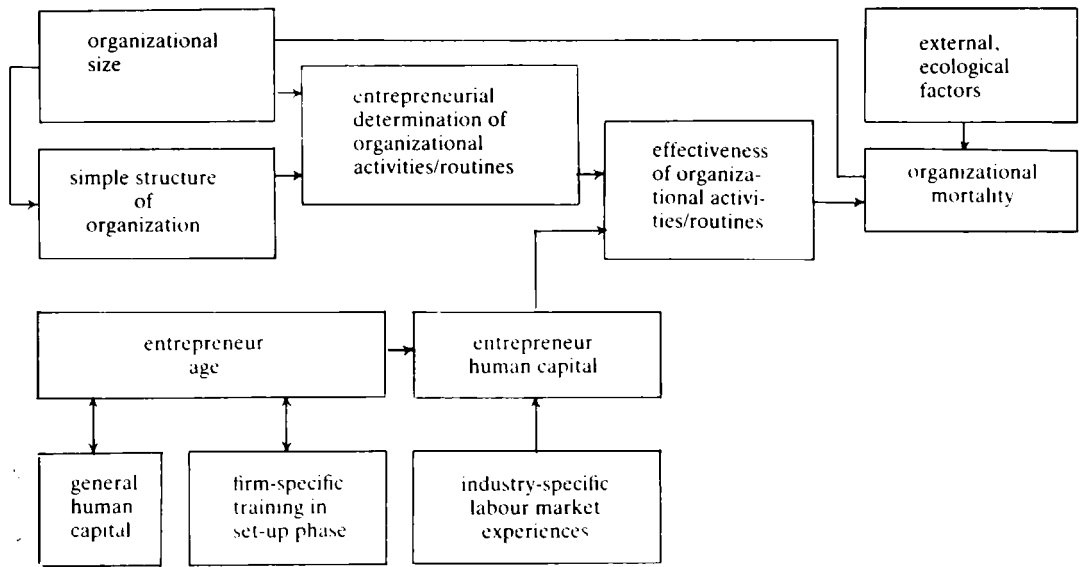 organizational
size
external,
ecological
factors
entrepreneurial
determination of
organizational
activities/routines
effectiveness
of organiza-
tional activi-
ties/routines
organizational
mortality
simple structure
of
organization
entrepreneur
age
entrepreneur
human capital
general
human
capital
firm-specific
training in
set-up phase
industry-specific
labour market
experiences